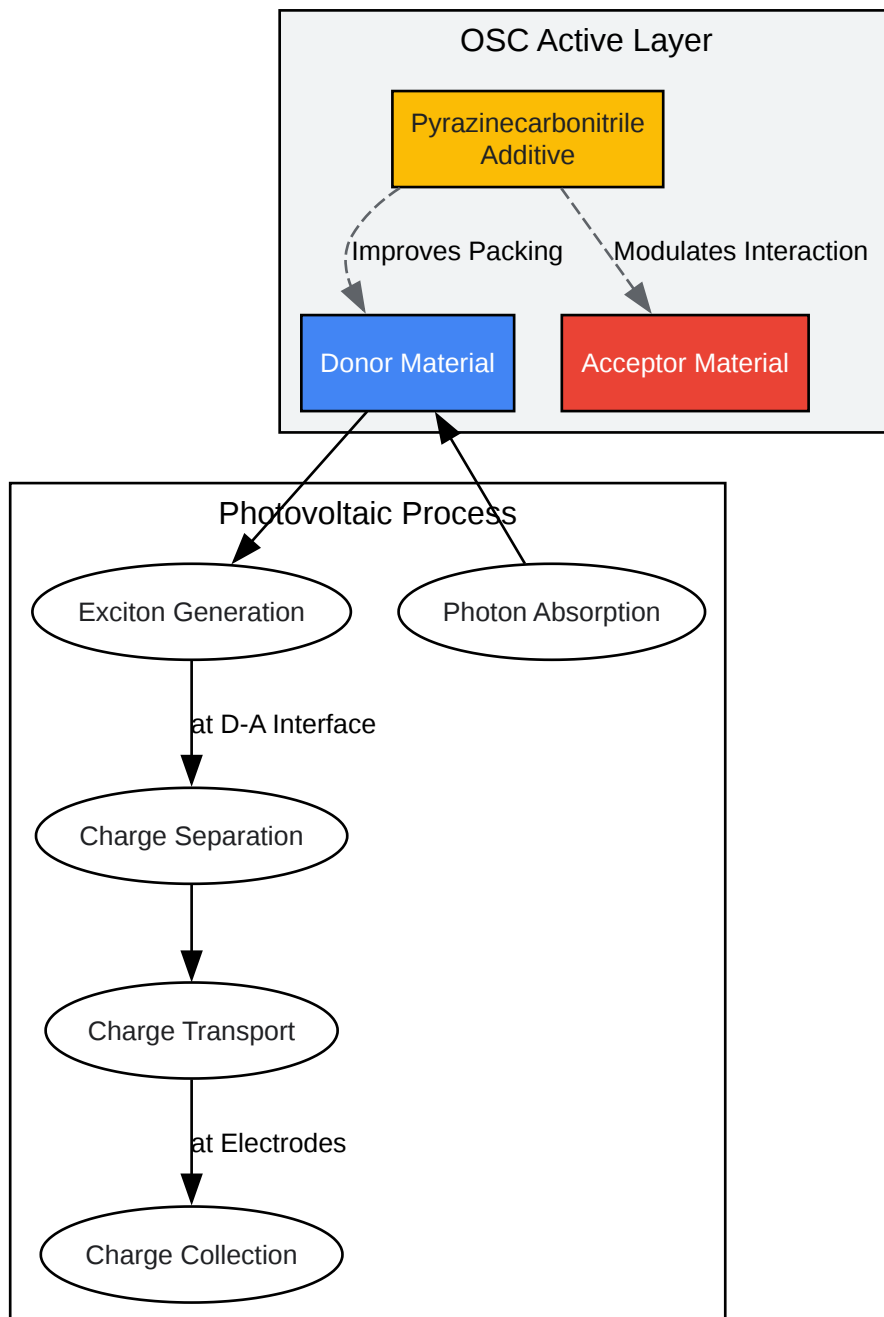 OSC Active Layer
Pyrazinecarbonitrile
Additive
Improves Packing
Modulates Interaction
Donor Material
Acceptor Material
Photovoltaic Process
Exciton Generation
Photon Absorption
at D-A Interface
Charge Separation
Charge Transport
at Electrodes
Charge Collection